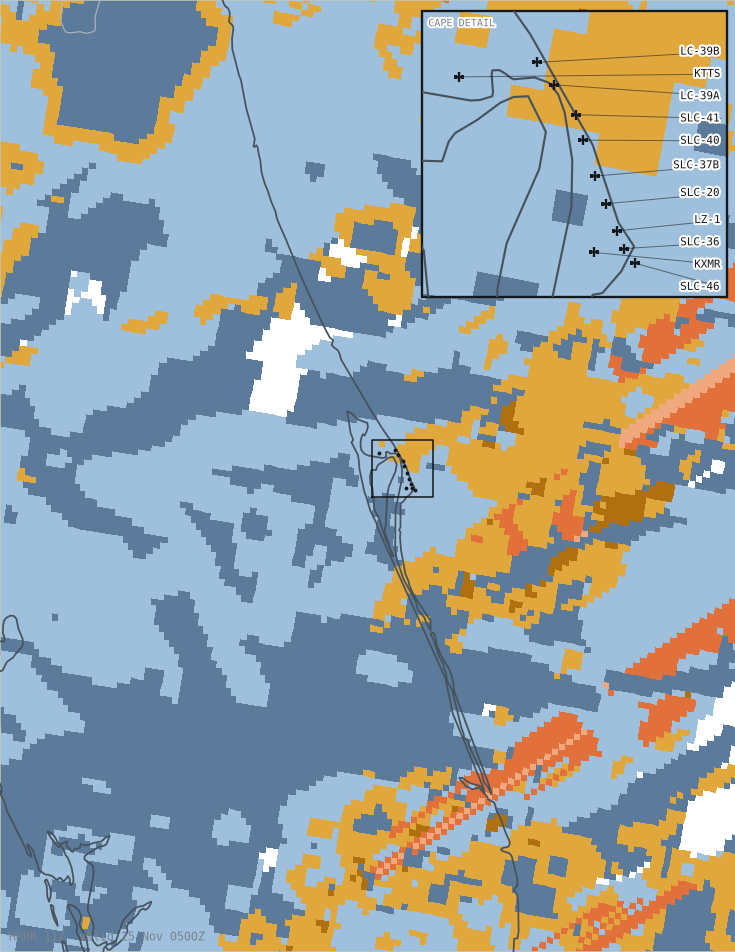 CAPE DETAIL
LC-39B
KTTS
LC-39A
SLC-41
SLC-40
SLC-37B
SLC-20
LZ-1
SLC-36
KXMR
SLC-46
HRRR
25 Nov 0500Z